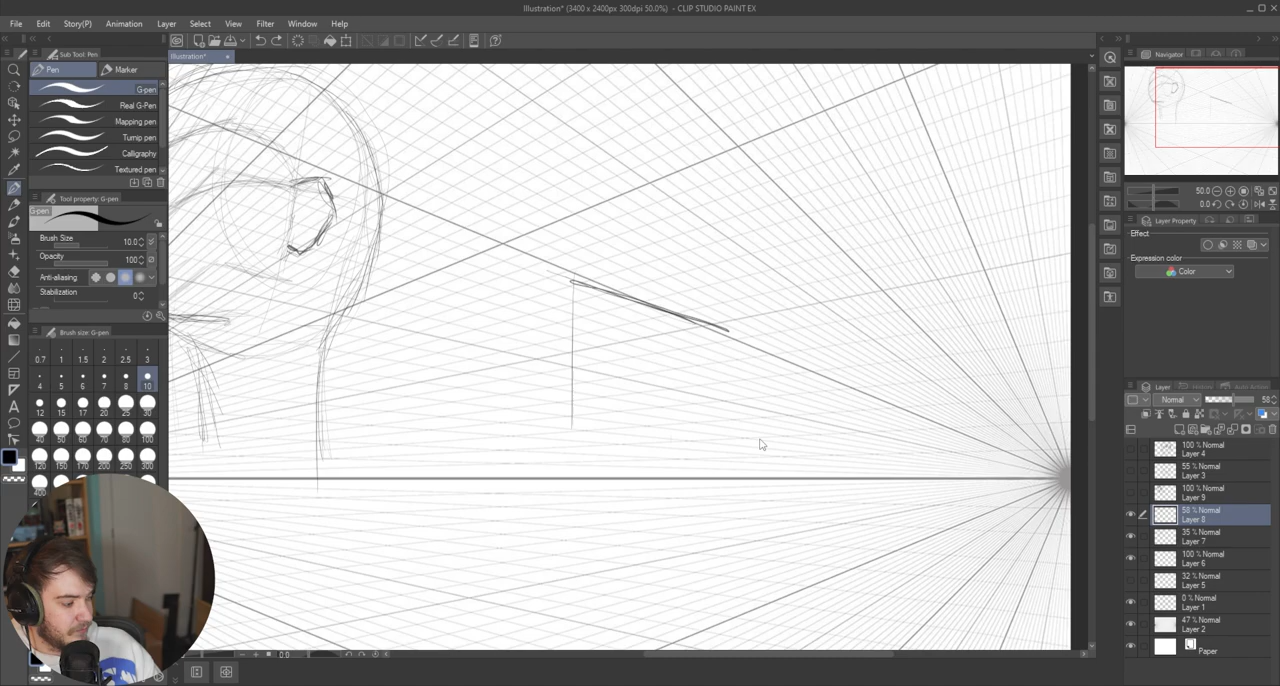 Illustration* (3400 x 2400px 300dpi 50.0%) - CLIP STUDIO PAINT EX
File Edit Story(P) Animation Layer Select View Filter Window Help
Sub Tool: Pen
Illustration*
Navigator
Pen Marker
G-pen
Real G-Pen
Mapping pen
Turnip pen
Calligraphy
Textured pen
Tool property: G-pen
G-pen
Brush Size 10.0
Opacity 100
Anti-aliasing
Stabilization 0
Brush size: G-pen
0.7 1 1.5 2 2.5 3
4 5 6 7 8 10
12 15 17 20 25 30
40 50 60 70 80 100
120 150 170 200 250 300
400
50.0
0.0
Layer Property
Effect
Expression color
Color
Layer History Auto Action
Normal 58
100 % Normal
Layer 4
55 % Normal
Layer 3
100 % Normal
Layer 9
58 % Normal
Layer 8
35 % Normal
Layer 7
100 % Normal
Layer 6
32 % Normal
Layer 5
0 % Normal
Layer 1
47 % Normal
Layer 2
Paper
0.0